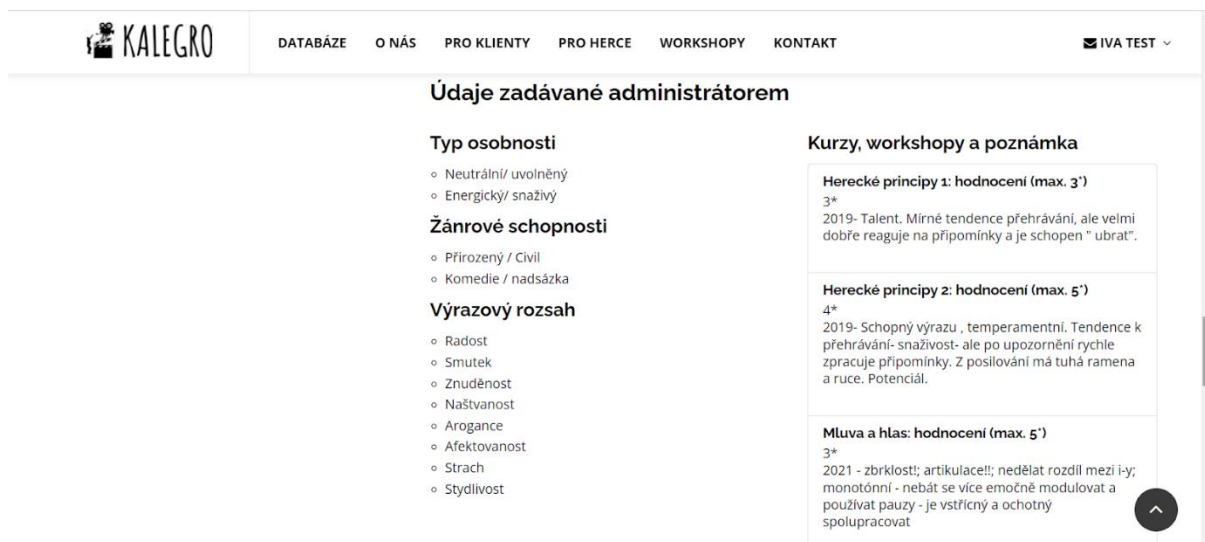 KALEGRO
DATABÁZE O NÁS PRO KLIENTY PRO HERCE WORKSHOPY KONTAKT IVA TEST
Údaje zadávané administrátorem
Typ osobnosti
Neutrální/ uvolněný
Energický/ snaživý
Žánrové schopnosti
Přirozený / Civil
Komedie / nadsázka
Výrazový rozsah
Radost
Smutek
Znuděnost
Naštvanost
Arogance
Afektovanost
Strach
Stydlivost
Kurzy, workshopy a poznámka
Herecké principy 1: hodnocení (max. 3*)
3*
2019- Talent. Mírné tendence přehrávání, ale velmi
dobře reaguje na připomínky a je schopen " ubrat".
Herecké principy 2: hodnocení (max. 5*)
4*
2019- Schopný výrazu , temperamentní. Tendence k
přehrávání- snaživost- ale po upozornění rychle
zpracuje připomínky. Z posilování má tuhá ramena
a ruce. Potenciál.
Mluva a hlas: hodnocení (max. 5*)
3*
2021 - zbrklost!; artikulace!!; nedělat rozdíl mezi i-y;
monotónní - nebát se více emočně modulovat a
používat pauzy - je vstřícný a ochotný
spolupracovat